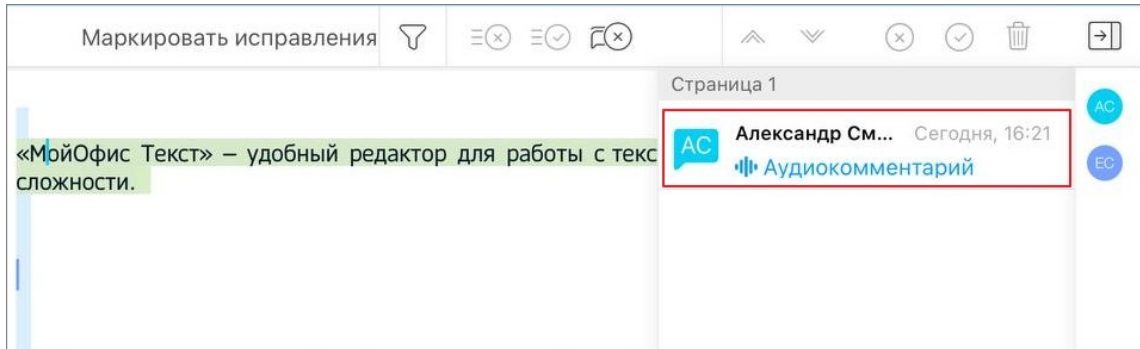 Маркировать исправления
Страница 1
АС
АС
Александр См... Сегодня, 16:21
Аудиокомментарий
ЕС
«МойОфис Текст» – удобный редактор для работы с текс
сложности.